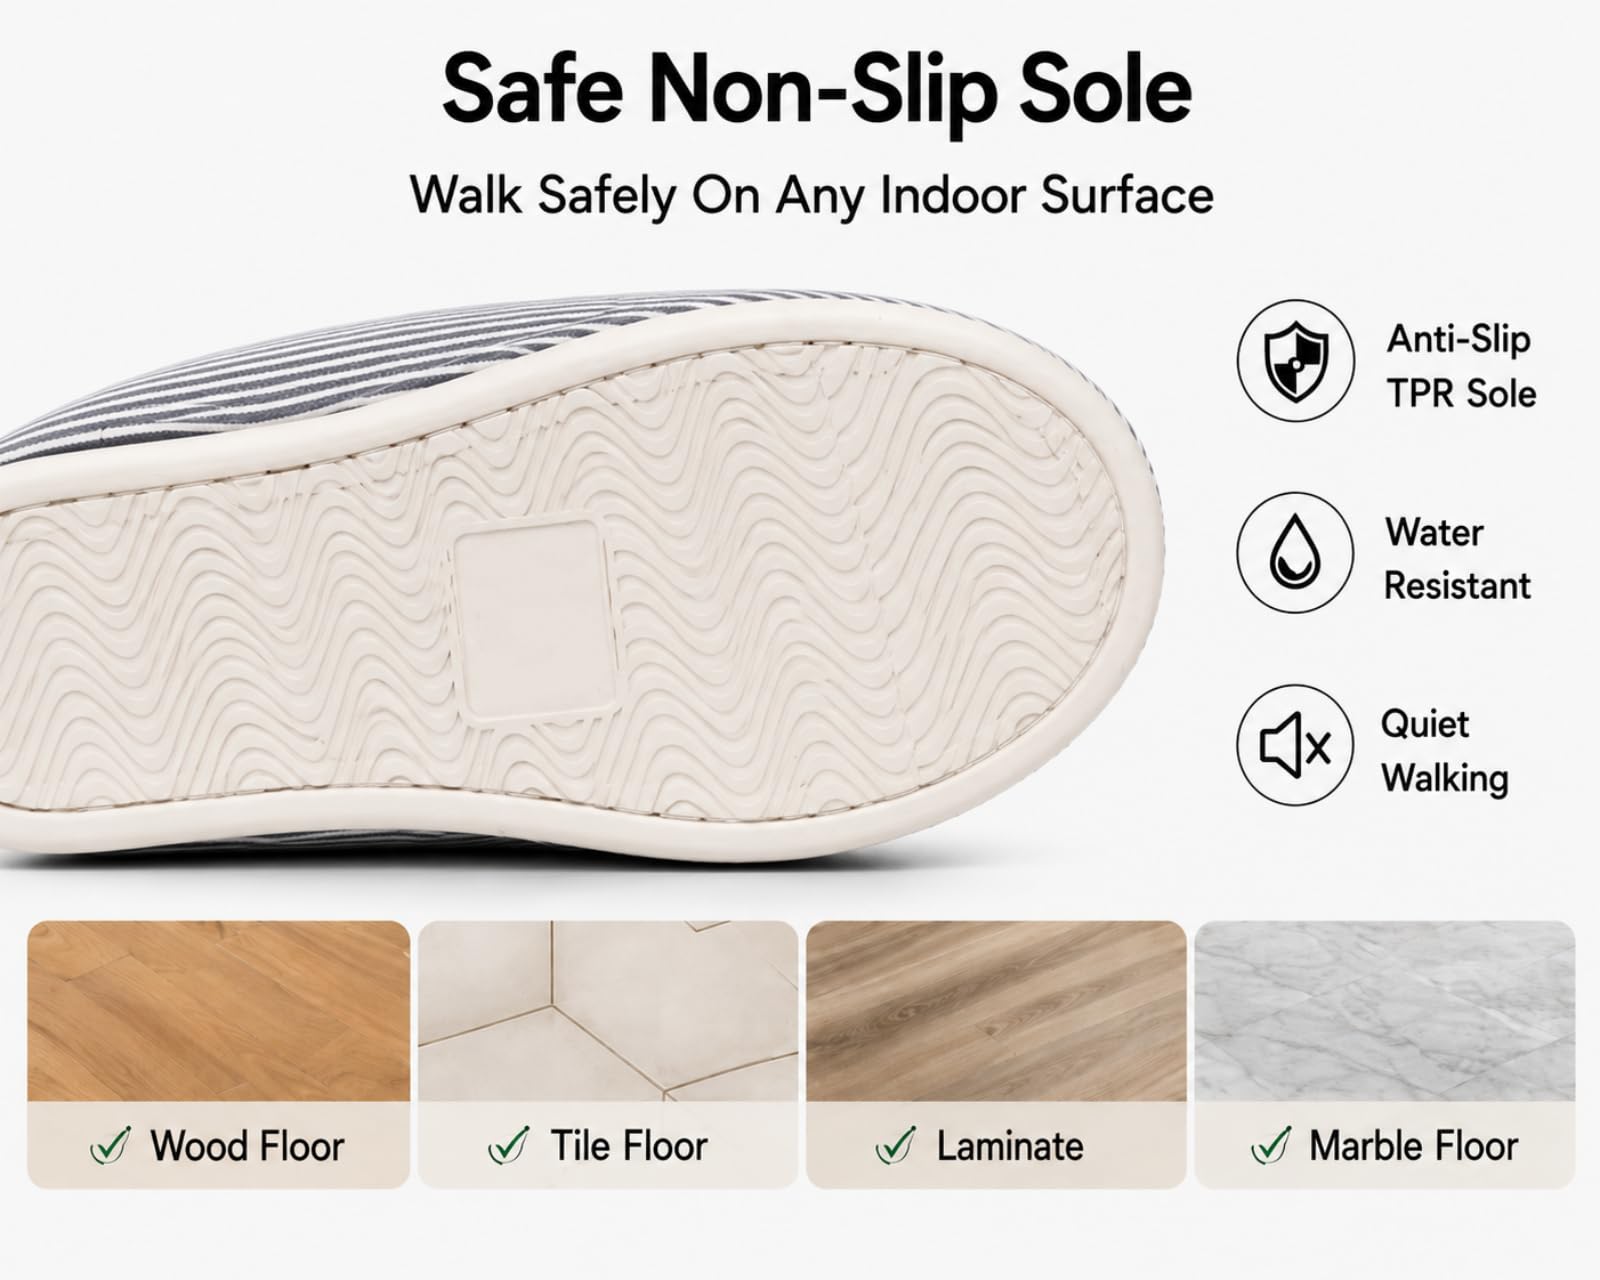 Safe Non-Slip Sole
Walk Safely On Any Indoor Surface
Anti-Slip
TPR Sole
Water
Resistant
Quiet
Walking
Wood Floor
Tile Floor
Laminate
Marble Floor